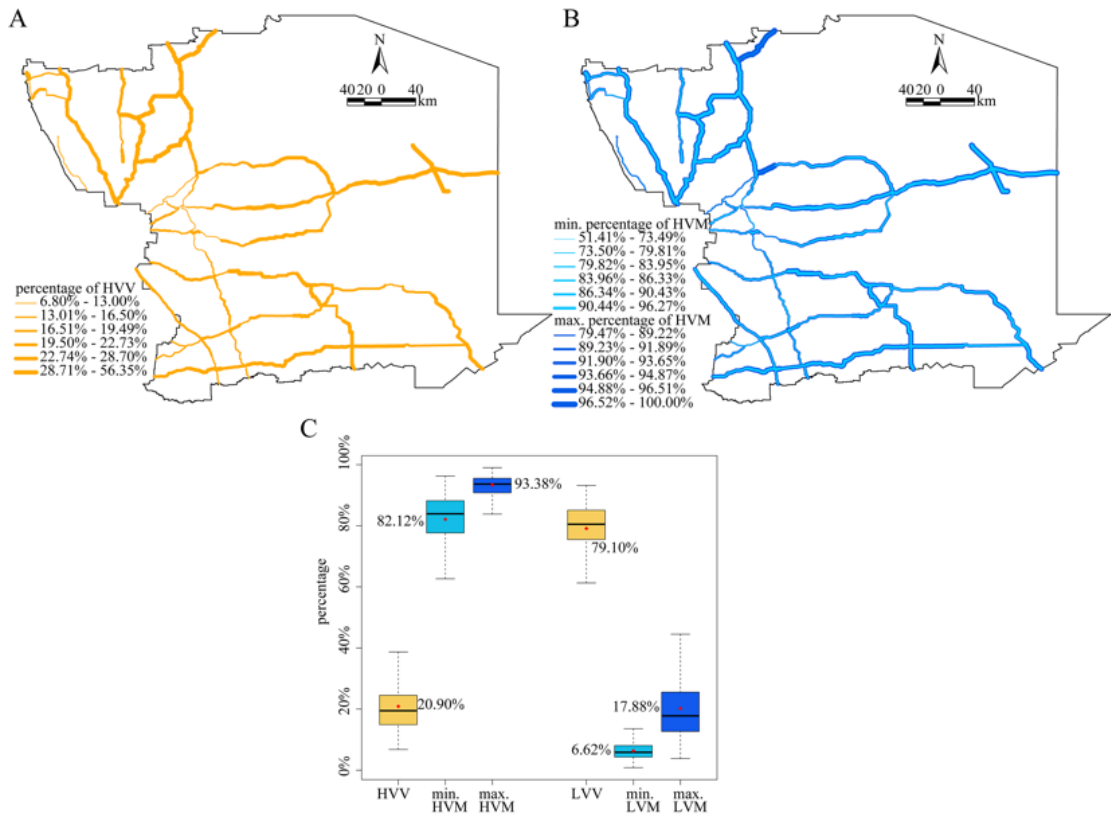 A
N
40 20 0 40
km
percentage of HVV
6.80% - 13.00%
13.01% - 16.50%
16.51% - 19.49%
19.50% - 22.73%
22.74% - 28.70%
28.71% - 56.35%
B
N
40 20 0 40
km
min. percentage of HVM
51.41% - 73.49%
73.50% - 79.81%
79.82% - 83.95%
83.96% - 86.33%
86.34% - 90.43%
90.44% - 96.27%
max. percentage of HVM
79.47% - 89.22%
89.23% - 91.89%
91.90% - 93.65%
93.66% - 94.87%
94.88% - 96.51%
96.52% - 100.00%
C
percentage
100%
80%
60%
40%
20%
0%
20.90%
82.12%
93.38%
79.10%
6.62%
17.88%
HVV
min.
HVM
max.
HVM
LVV
min.
LVM
max.
LVM